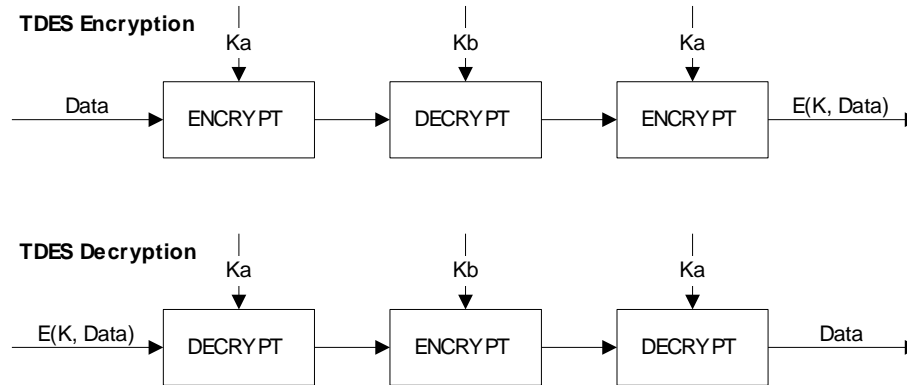 TDES Encryption
Ka
Kb
Ka
Data
ENCRYPT
DECRYPT
ENCRYPT
E(K, Data)
TDES Decryption
Ka
Kb
Ka
E(K, Data)
DECRYPT
ENCRYPT
DECRYPT
Data